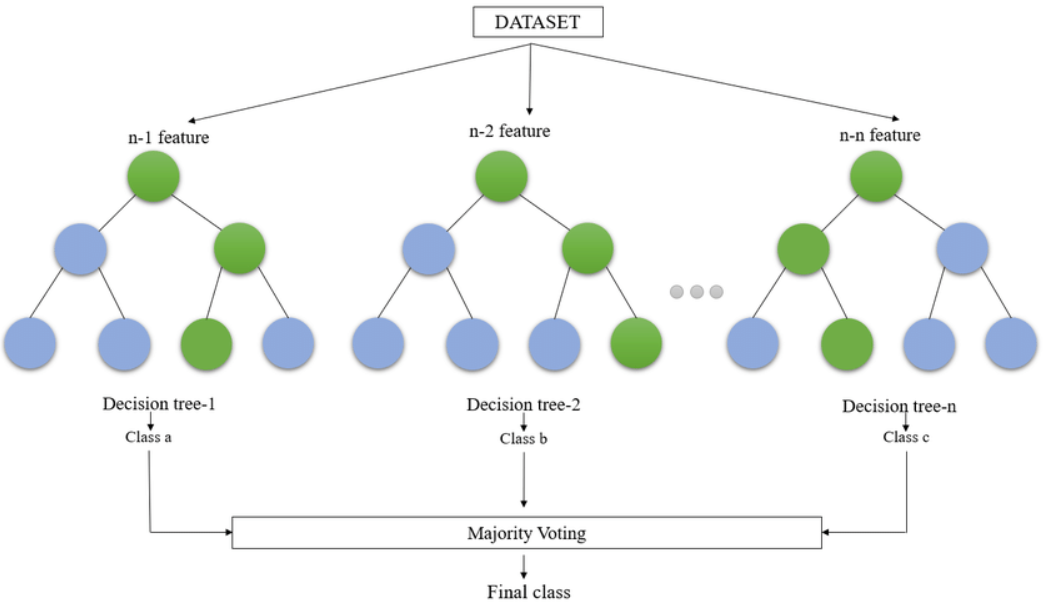 DATASET
n-1 feature
n-2 feature
n-n feature
Decision tree-1
Decision tree-2
Decision tree-n
Class a
Class b
Class c
Majority Voting
Final class